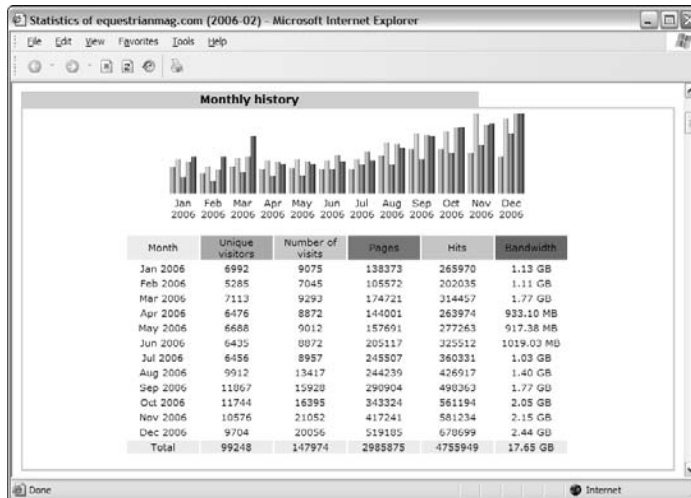 Statistics of equestrianmag.com (2006-02) - Microsoft Internet Explorer
File Edit View Favorites Tools Help
Monthly history
Jan Feb Mar Apr May Jun Jul Aug Sep Oct Nov Dec
2006 2006 2006 2006 2006 2006 2006 2006 2006 2006 2006 2006
Month Unique visitors Number of visits Pages Hits Bandwidth
Jan 2006 6992 9075 138373 265970 1.13 GB
Feb 2006 5285 7045 105572 202035 1.11 GB
Mar 2006 7113 9293 174721 314457 1.77 GB
Apr 2006 6476 8872 144001 263974 933.10 MB
May 2006 6688 9012 157691 277263 917.38 MB
Jun 2006 6435 8872 205117 325512 1019.03 MB
Jul 2006 6456 8957 245507 360331 1.03 GB
Aug 2006 9912 13417 244239 426917 1.40 GB
Sep 2006 11867 15928 290904 498363 1.77 GB
Oct 2006 11744 16395 343324 561194 2.05 GB
Nov 2006 10576 21052 417241 581234 2.15 GB
Dec 2006 9704 20056 519185 678699 2.44 GB
Total 99248 147974 2985875 4755949 17.65 GB
Done Internet